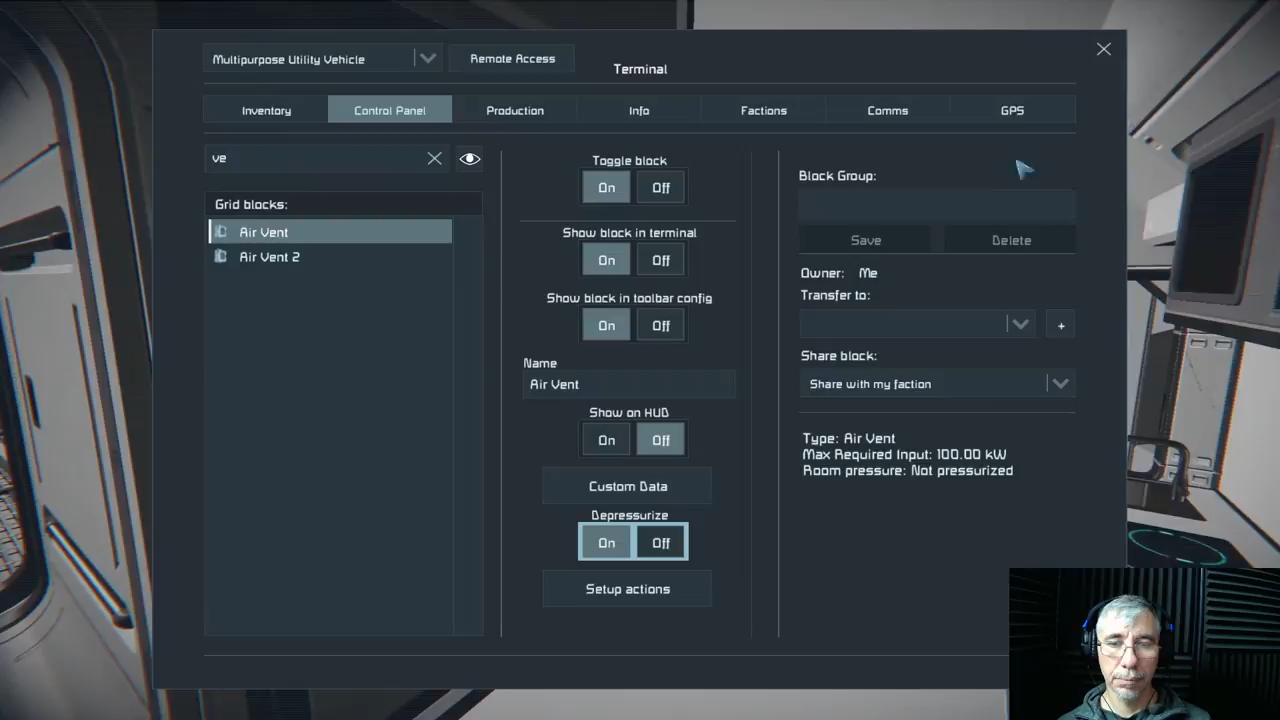 Multipurpose Utility Vehicle
Remote Access
Terminal
Inventory
Control Panel
Production
Info
Factions
Comms
GPS
ve
Grid blocks:
Air Vent
Air Vent 2
Toggle block
On Off
Show block in terminal
On Off
Show block in toolbar config
On Off
Name
Air Vent
Show on HUD
On Off
Custom Data
Depressurize
On Off
Setup actions
Block Group:
Save
Delete
Owner: Me
Transfer to:
+
Share block:
Share with my faction
Type: Air Vent
Max Required Input: 100.00 kW
Room pressure: Not pressurized